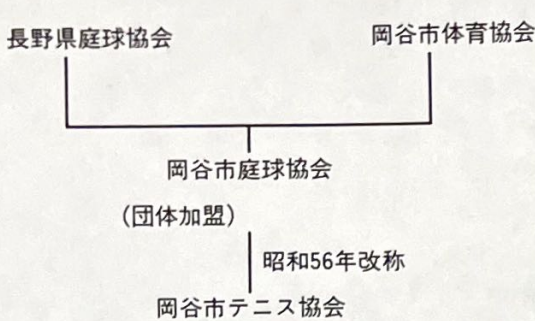 長野県庭球協会
岡谷市体育協会
岡谷市庭球協会
（団体加盟）
昭和56年改称
岡谷市テニス協会